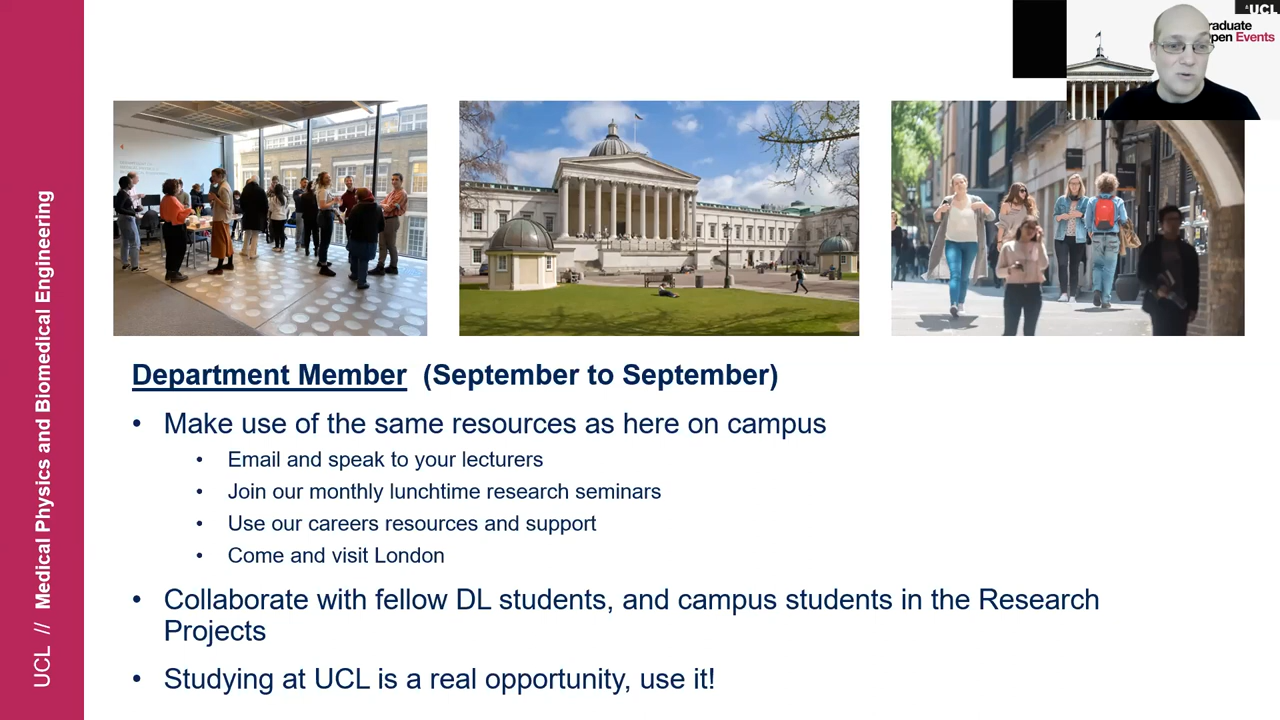 UCL
Graduate
Open Events
Department Member (September to September)
• Make use of the same resources as here on campus
• Email and speak to your lecturers
• Join our monthly lunchtime research seminars
• Use our careers resources and support
• Come and visit London
• Collaborate with fellow DL students, and campus students in the Research
Projects
• Studying at UCL is a real opportunity, use it!
UCL // Medical Physics and Biomedical Engineering